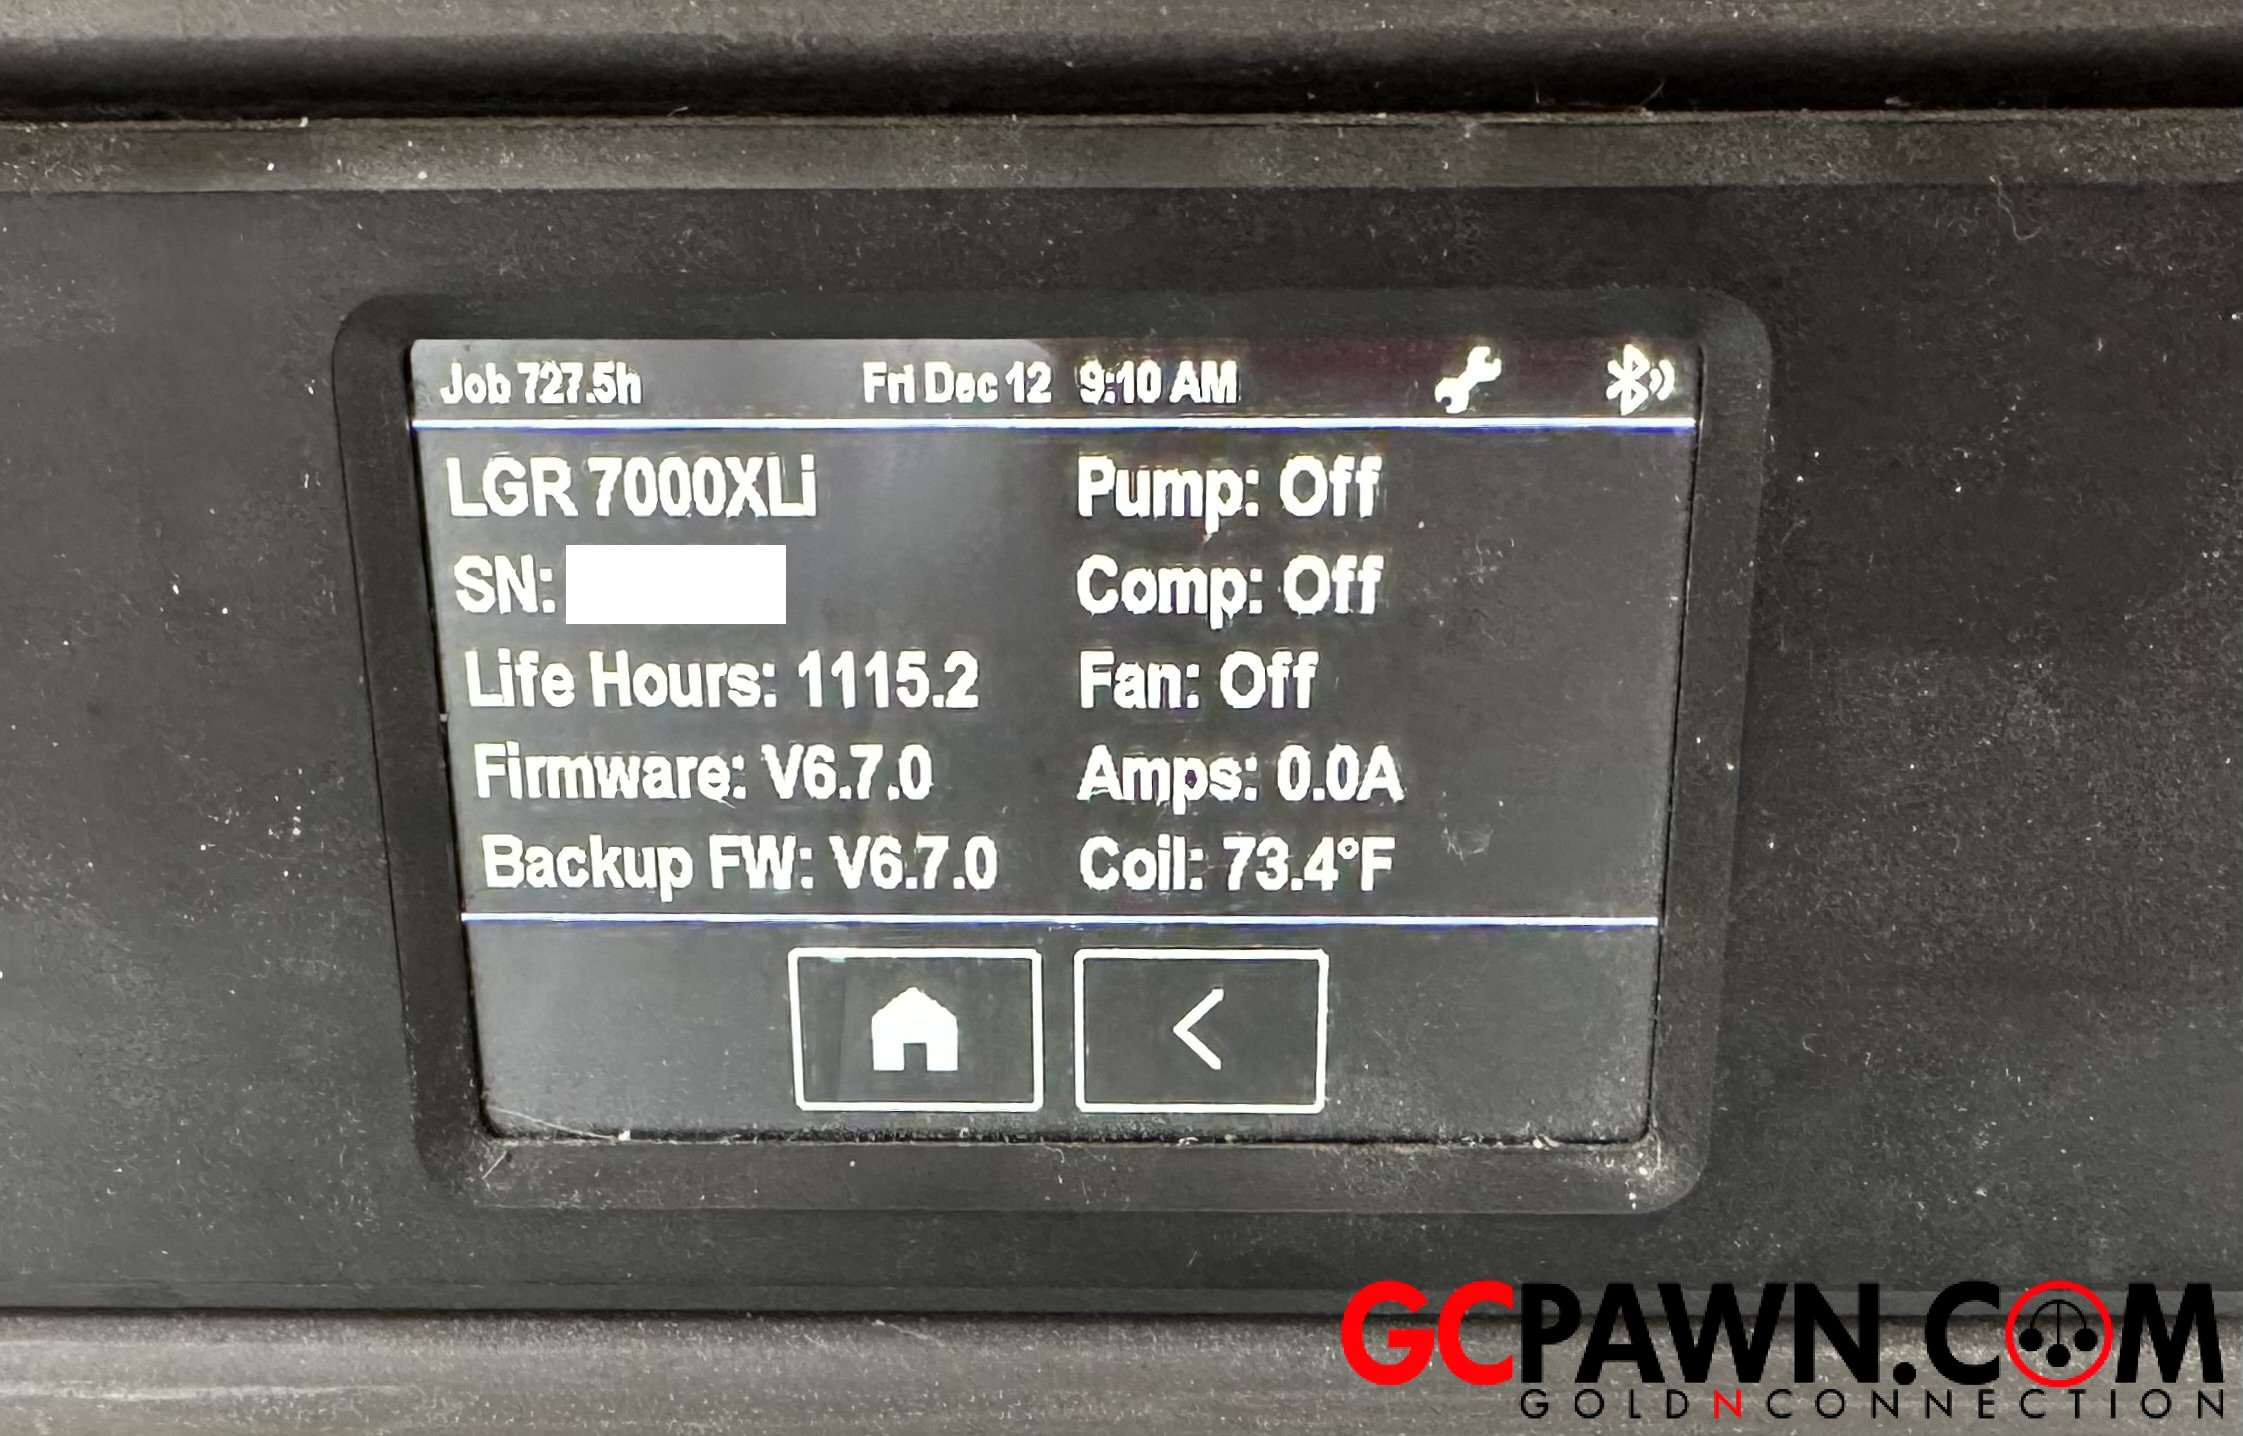 Job 727.5h Fri Dec 12 9:10 AM
LGR 7000XLi Pump: Off
SN: Comp: Off
Life Hours: 1115.2 Fan: Off
Firmware: V6.7.0 Amps: 0.0A
Backup FW: V6.7.0 Coil: 73.4°F
GCPAWN.COM
GOLDNCONNECTION